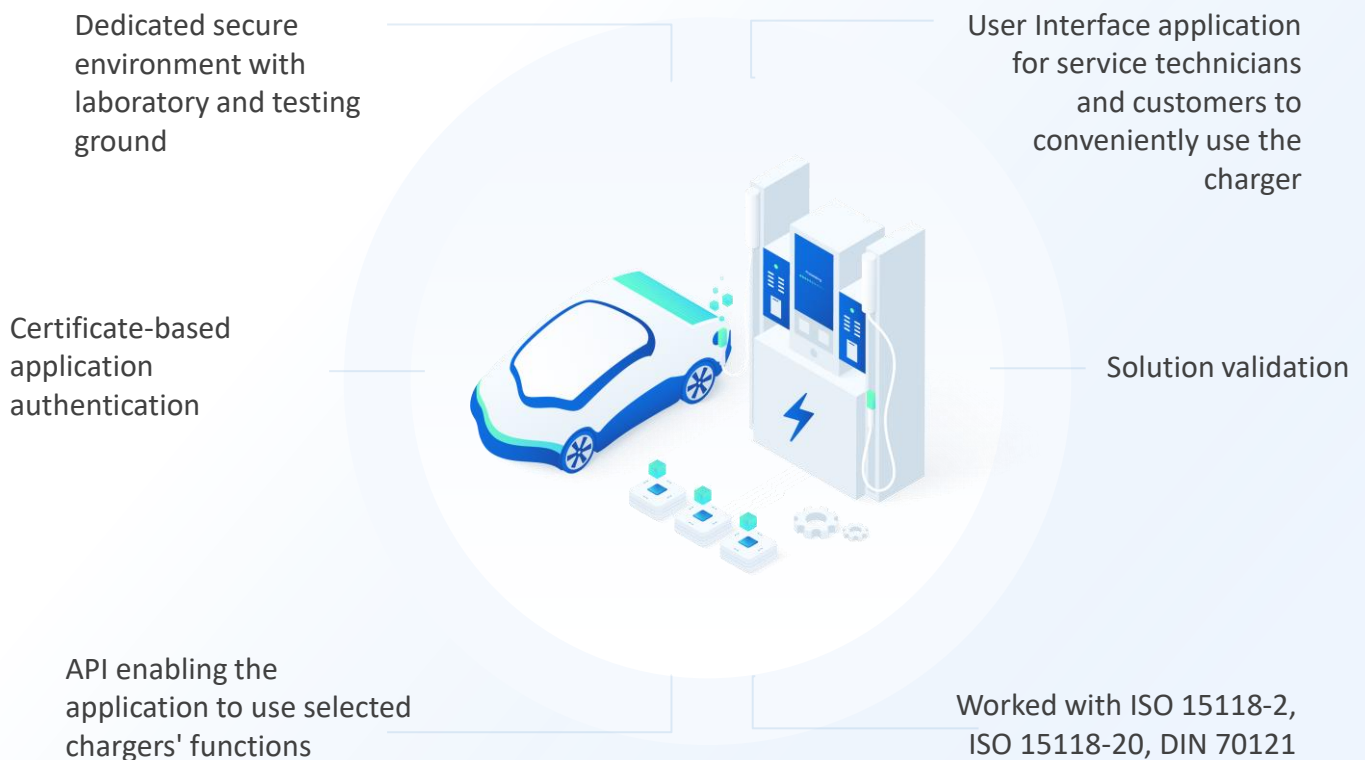 Dedicated secure
environment with
laboratory and testing
ground
User Interface application
for service technicians
and customers to
conveniently use the
charger
Certificate-based
application
authentication
Solution validation
API enabling the
application to use selected
chargers' functions
Worked with ISO 15118-2,
ISO 15118-20, DIN 70121